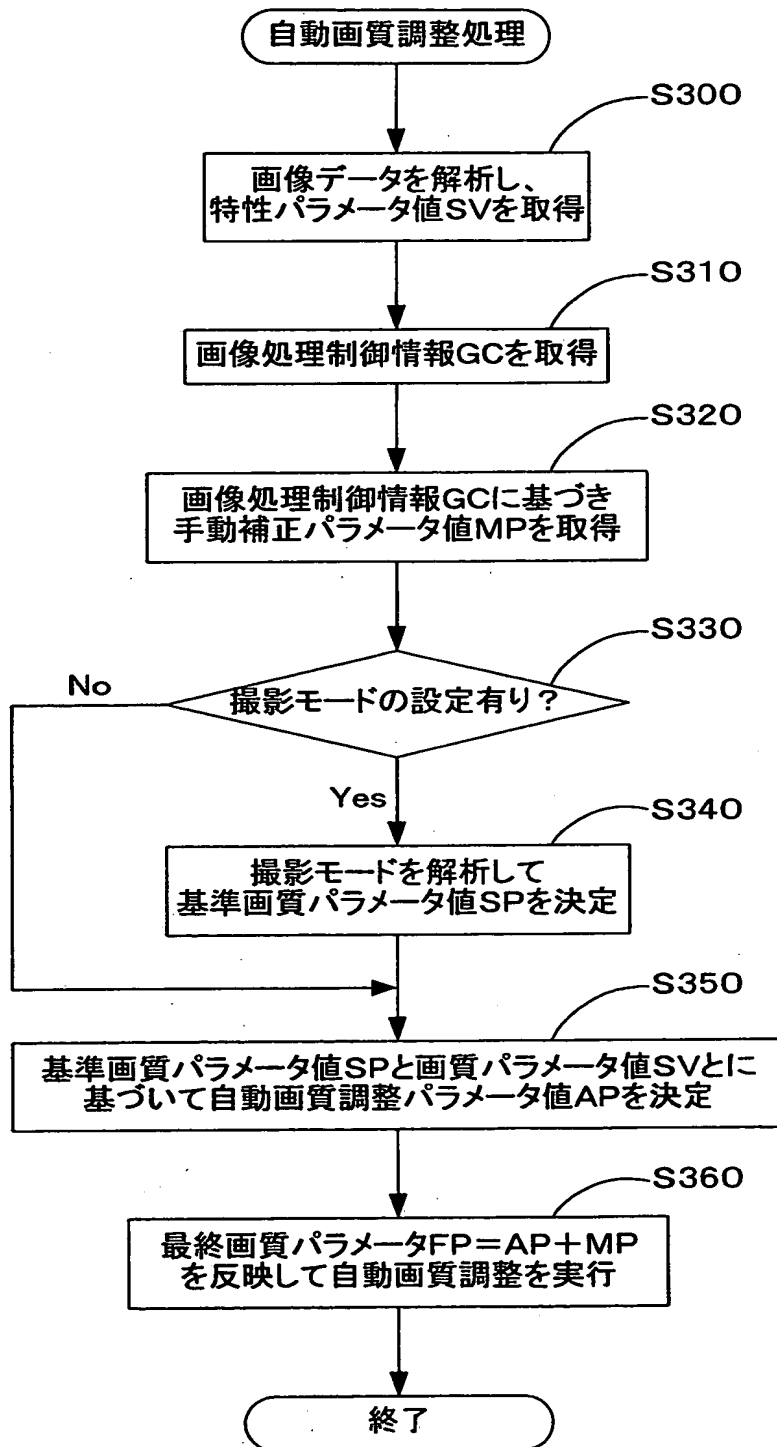 自動画質調整処理
S300
画像データを解析し、
特性パラメータ値SVを取得
S310
画像処理制御情報GCを取得
S320
画像処理制御情報GCに基づき
手動補正パラメータ値MPを取得
S330
No
撮影モードの設定有り？
Yes
S340
撮影モードを解析して
基準画質パラメータ値SPを決定
S350
基準画質パラメータ値SPと画質パラメータ値SVとに
基づいて自動画質調整パラメータ値APを決定
S360
最終画質パラメータFP＝AP＋MP
を反映して自動画質調整を実行
終了